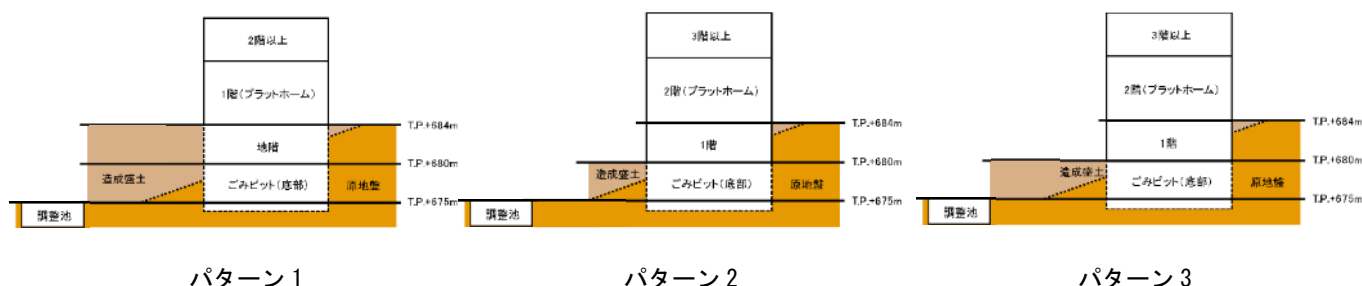 2階以上
1階(プラットホーム)
T.P.+684m
地階
T.P.+680m
造成盛土
ごみピット(底部)
原地盤
T.P.+675m
調整池
パターン 1
3階以上
2階(プラットホーム)
T.P.+684m
1階
T.P.+680m
造成盛土
ごみピット(底部)
原地盤
T.P.+675m
調整池
パターン 2
3階以上
2階(プラットホーム)
T.P.+684m
1階
T.P.+680m
造成盛土
ごみピット(底部)
原地盤
T.P.+675m
調整池
パターン 3